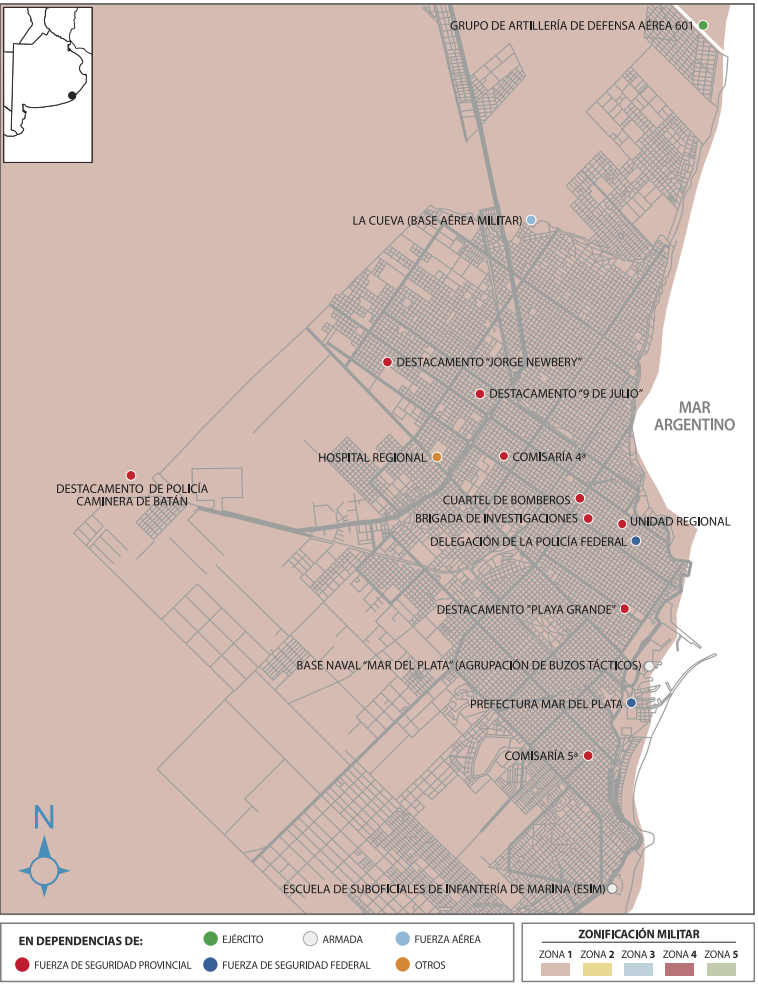 GRUPO DE ARTILLERÍA DE DEFENSA AÉREA 601
LA CUEVA (BASE AÉREA MILITAR)
DESTACAMENTO "JORGE NEWBERY"
DESTACAMENTO "9 DE JULIO"
MAR
ARGENTINO
HOSPITAL REGIONAL
COMISARÍA 4ª
DESTACAMENTO DE POLICÍA
CAMINERA DE BATÁN
CUARTEL DE BOMBEROS
BRIGADA DE INVESTIGACIONES
UNIDAD REGIONAL
DELEGACIÓN DE LA POLICÍA FEDERAL
DESTACAMENTO "PLAYA GRANDE"
BASE NAVAL "MAR DEL PLATA" (AGRUPACIÓN DE BUZOS TÁCTICOS)
PREFECTURA MAR DEL PLATA
COMISARÍA 5ª
N
ESCUELA DE SUBOFICIALES DE INFANTERÍA DE MARINA (ESIM)
EN DEPENDENCIAS DE:
EJÉRCITO
ARMADA
FUERZA AÉREA
FUERZA DE SEGURIDAD PROVINCIAL
FUERZA DE SEGURIDAD FEDERAL
OTROS
ZONIFICACIÓN MILITAR
ZONA 1 ZONA 2 ZONA 3 ZONA 4 ZONA 5